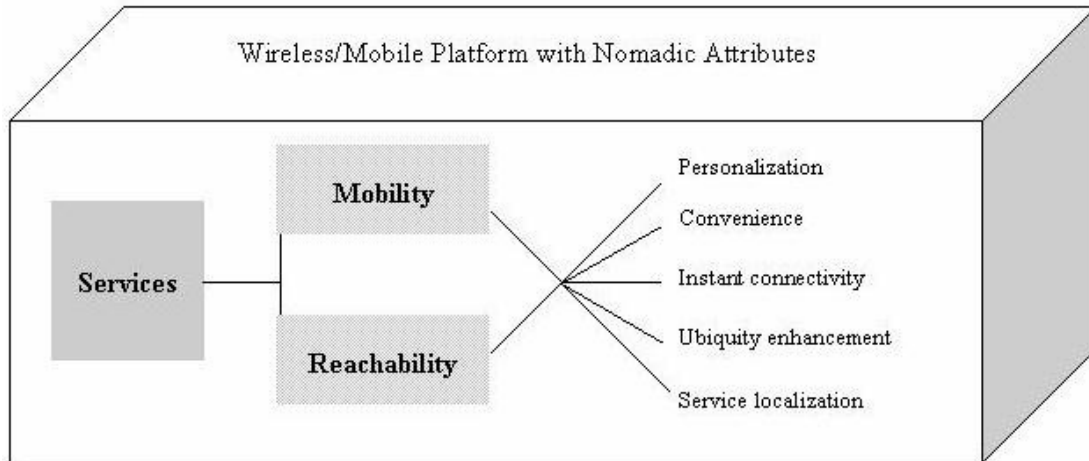 Wireless/Mobile Platform with Nomadic Attributes
Services
Mobility
Reachability
Personalization
Convenience
Instant connectivity
Ubiquity enhancement
Service localization